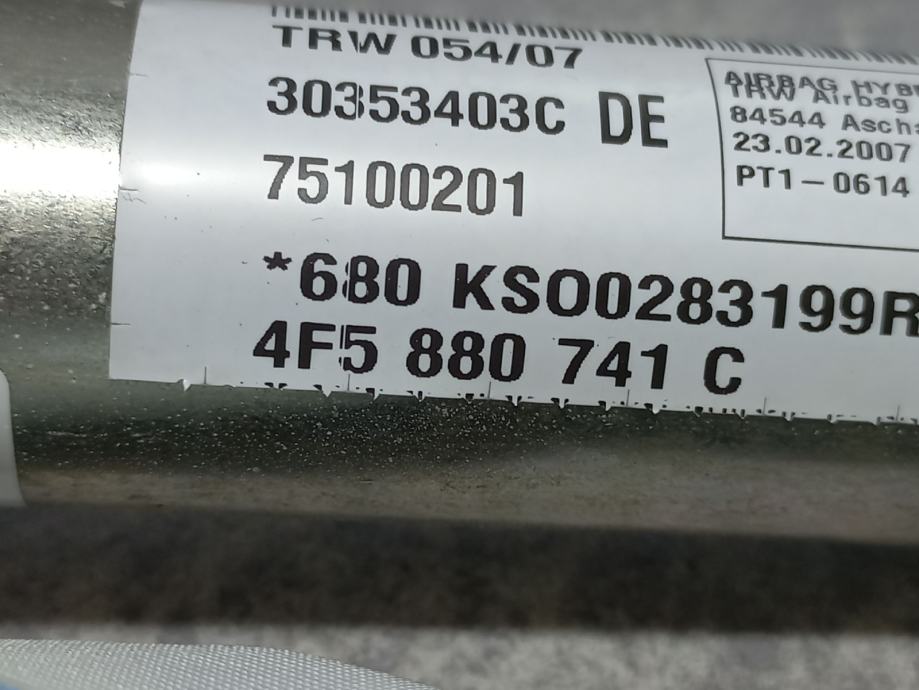 TRW 054/07
30353403C DE
75100201
*680 KSO0283199R
4F5 880 741 C
AIRBAG HYB
TRW Airbag
84544 Asch
23.02.2007
PT1-0614